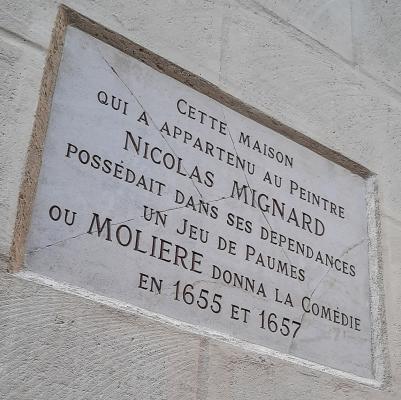 CETTE MAISON
QUI A APPARTENU AU PEINTRE
NICOLAS MIGNARD
POSSÉDAIT DANS SES DEPENDANCES
UN JEU DE PAUMES
OU MOLIERE DONNA LA COMÉDIE
EN 1655 ET 1657